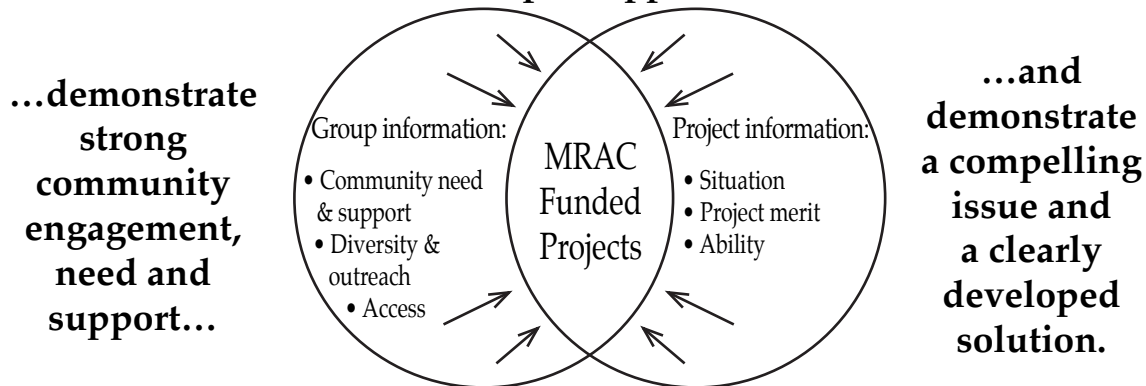 …demonstrate
strong
community
engagement,
need and
support…
Group information:
• Community need
& support
• Diversity &
outreach
• Access
MRAC
Funded
Projects
Project information:
• Situation
• Project merit
• Ability
…and
demonstrate
a compelling
issue and
a clearly
developed
solution.